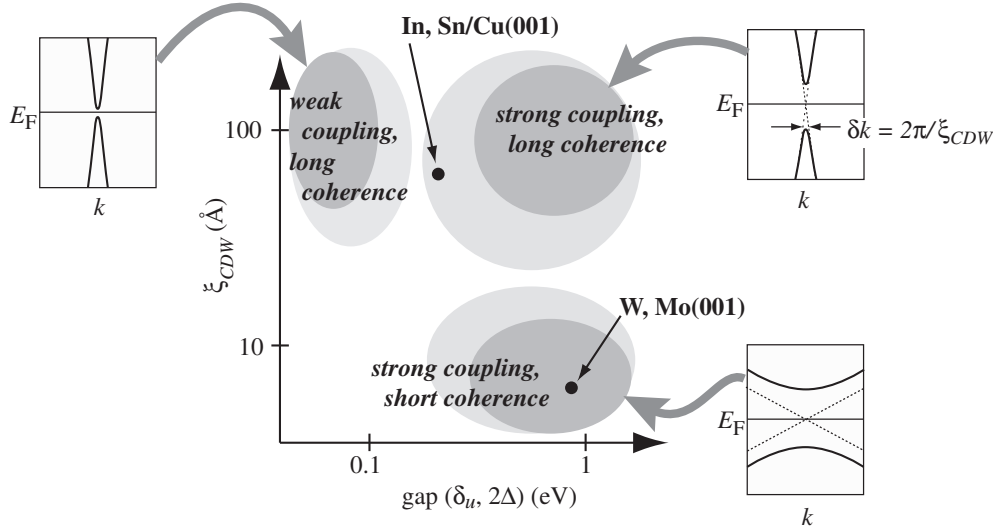 In, Sn/Cu(001)
E_F
k
weak
coupling,
long
coherence
strong coupling,
long coherence
E_F
δk = 2π/ξ_CDW
k
100
10
ξ_CDW (Å)
W, Mo(001)
strong coupling,
short coherence
E_F
k
0.1
1
gap (δ_u, 2Δ) (eV)